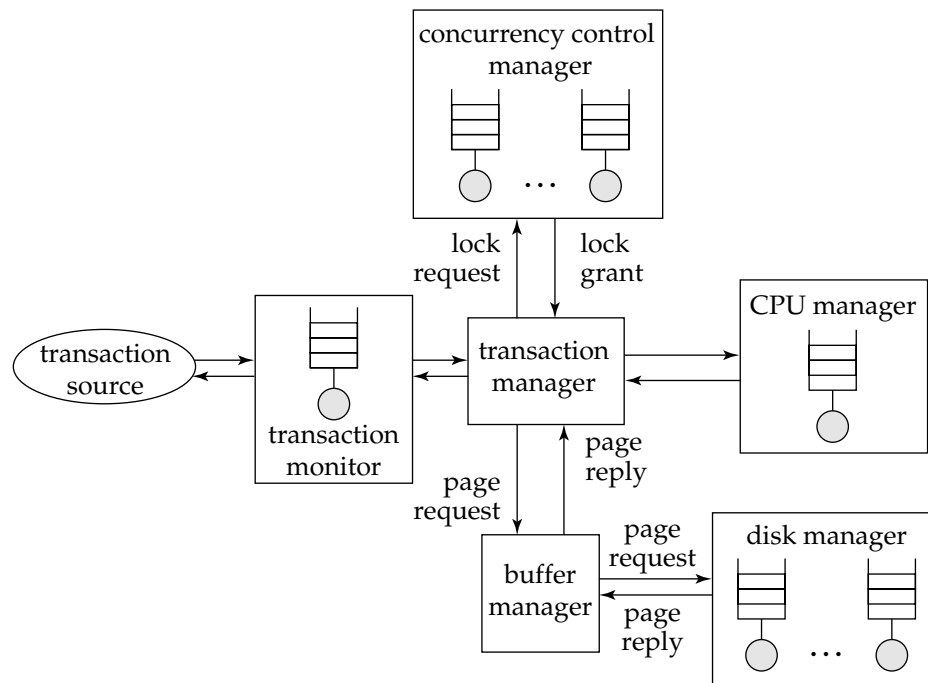 concurrency control
manager
...
lock
request
lock
grant
CPU manager
transaction
source
transaction
monitor
transaction
manager
page
request
page
reply
buffer
manager
page
request
page
reply
disk manager
...